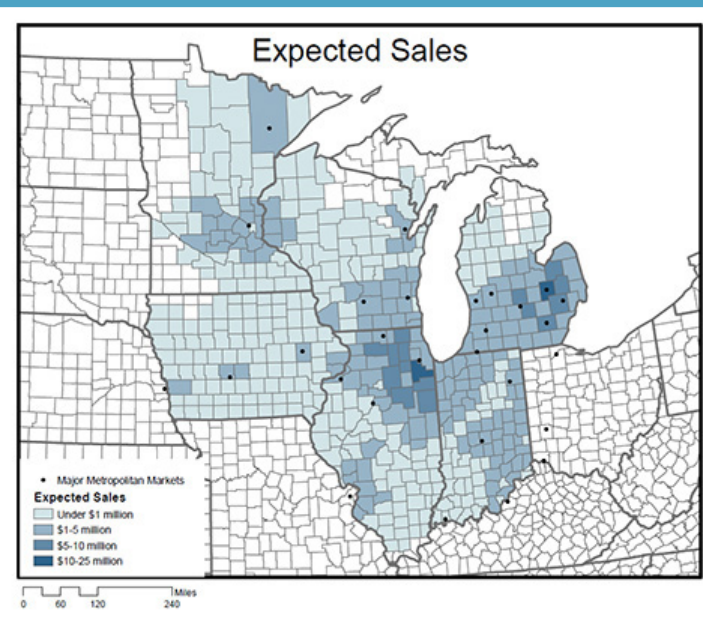 Expected Sales
Major Metropolitan Markets
Expected Sales
Under $1 million
$1-5 million
$5-10 million
$10-25 million
Miles
0 60 120 240